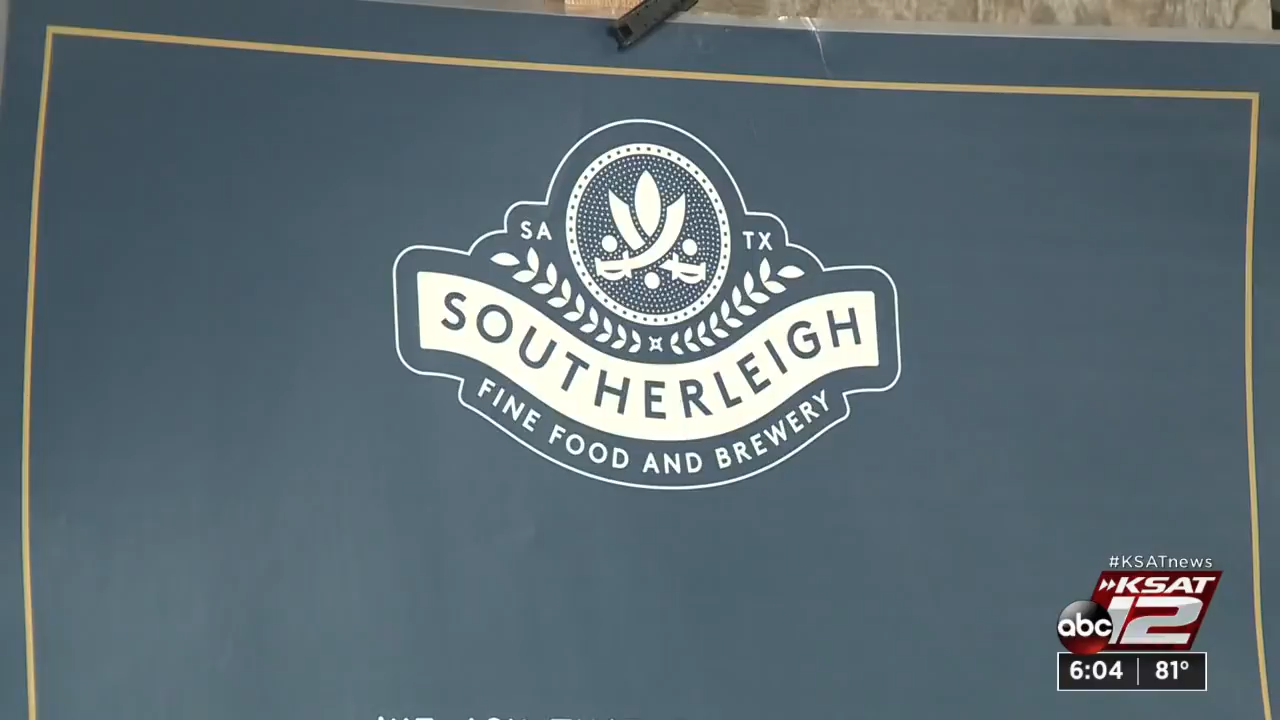 SA TX
SOUTHERLEIGH
FINE FOOD AND BREWERY
#KSATnews
KSAT
abc 12
6:04 81°